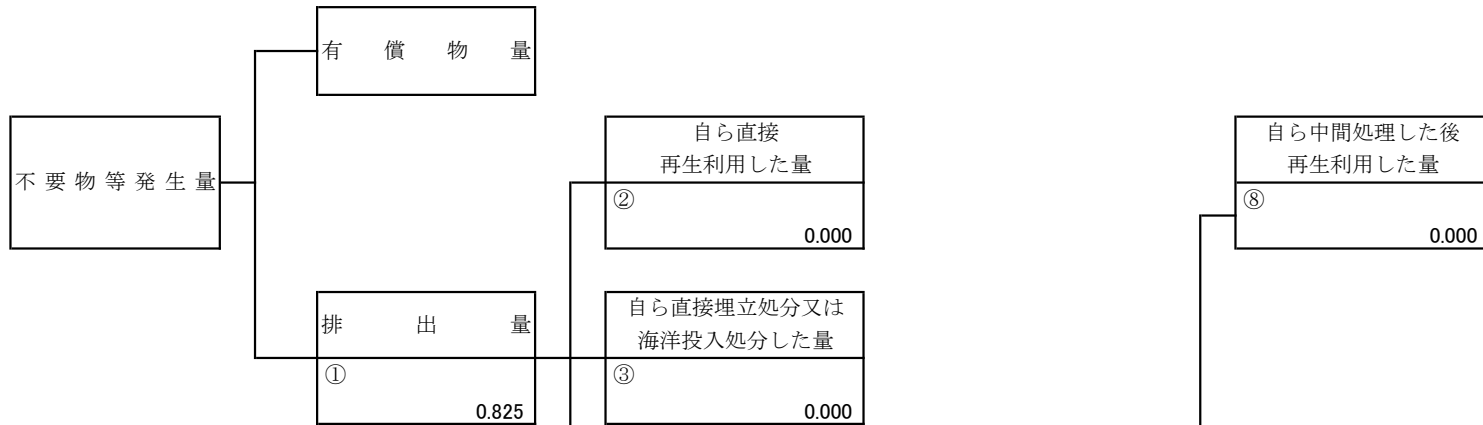 有償物量
不要物等発生量
自ら直接
再生利用した量
②
0.000
自ら中間処理した後
再生利用した量
⑧
0.000
排出量
①
0.825
自ら直接埋立処分又は
海洋投入処分した量
③
0.000